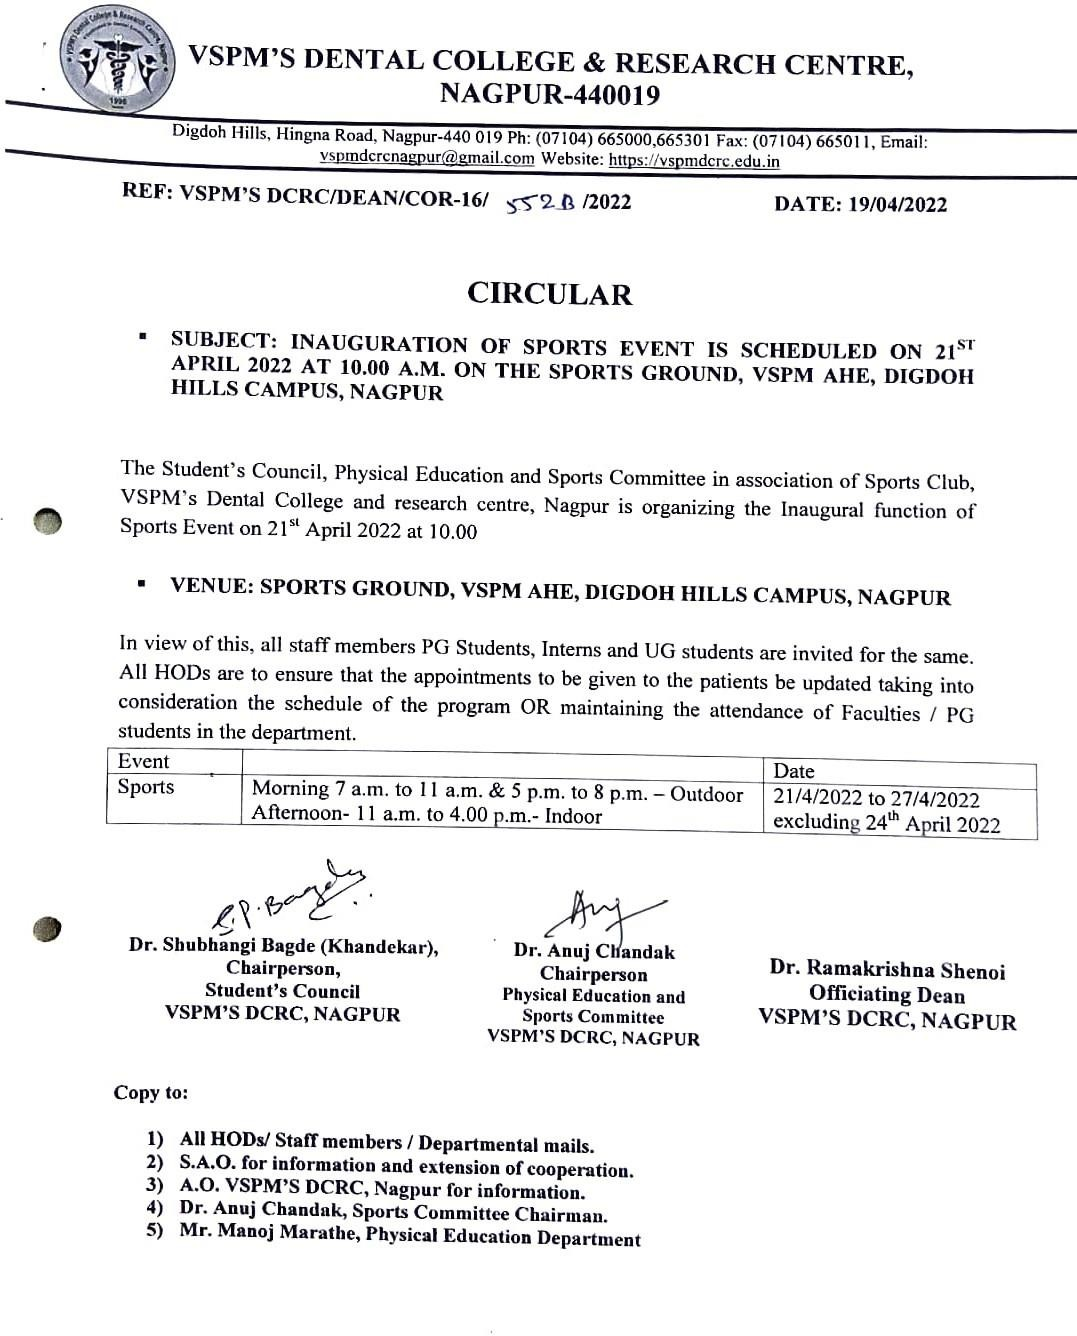 VSPM'S DENTAL COLLEGE & RESEARCH CENTRE,
NAGPUR-440019
Digdoh Hills, Hingna Road, Nagpur-440 019 Ph: (07104) 665000,665301 Fax: (07104) 665011, Email:
vspmdcrcnagpur@gmail.com Website: https://vspmdcrc.edu.in
REF: VSPM'S DCRC/DEAN/COR-16/ 552B /2022 DATE: 19/04/2022
CIRCULAR
▪ SUBJECT: INAUGURATION OF SPORTS EVENT IS SCHEDULED ON 21ST
APRIL 2022 AT 10.00 A.M. ON THE SPORTS GROUND, VSPM AHE, DIGDOH
HILLS CAMPUS, NAGPUR
The Student's Council, Physical Education and Sports Committee in association of Sports Club,
VSPM's Dental College and research centre, Nagpur is organizing the Inaugural function of
Sports Event on 21st April 2022 at 10.00
▪ VENUE: SPORTS GROUND, VSPM AHE, DIGDOH HILLS CAMPUS, NAGPUR
In view of this, all staff members PG Students, Interns and UG students are invited for the same.
All HODs are to ensure that the appointments to be given to the patients be updated taking into
consideration the schedule of the program OR maintaining the attendance of Faculties / PG
students in the department.
Event Date
Sports Morning 7 a.m. to 11 a.m. & 5 p.m. to 8 p.m. – Outdoor 21/4/2022 to 27/4/2022
Afternoon- 11 a.m. to 4.00 p.m.- Indoor excluding 24th April 2022
S.P. Bagde
Anuj
Dr. Shubhangi Bagde (Khandekar),
Chairperson,
Student's Council
VSPM'S DCRC, NAGPUR
Dr. Anuj Chandak
Chairperson
Physical Education and
Sports Committee
VSPM'S DCRC, NAGPUR
Dr. Ramakrishna Shenoi
Officiating Dean
VSPM'S DCRC, NAGPUR
Copy to:
1) All HODs/ Staff members / Departmental mails.
2) S.A.O. for information and extension of cooperation.
3) A.O. VSPM'S DCRC, Nagpur for information.
4) Dr. Anuj Chandak, Sports Committee Chairman.
5) Mr. Manoj Marathe, Physical Education Department